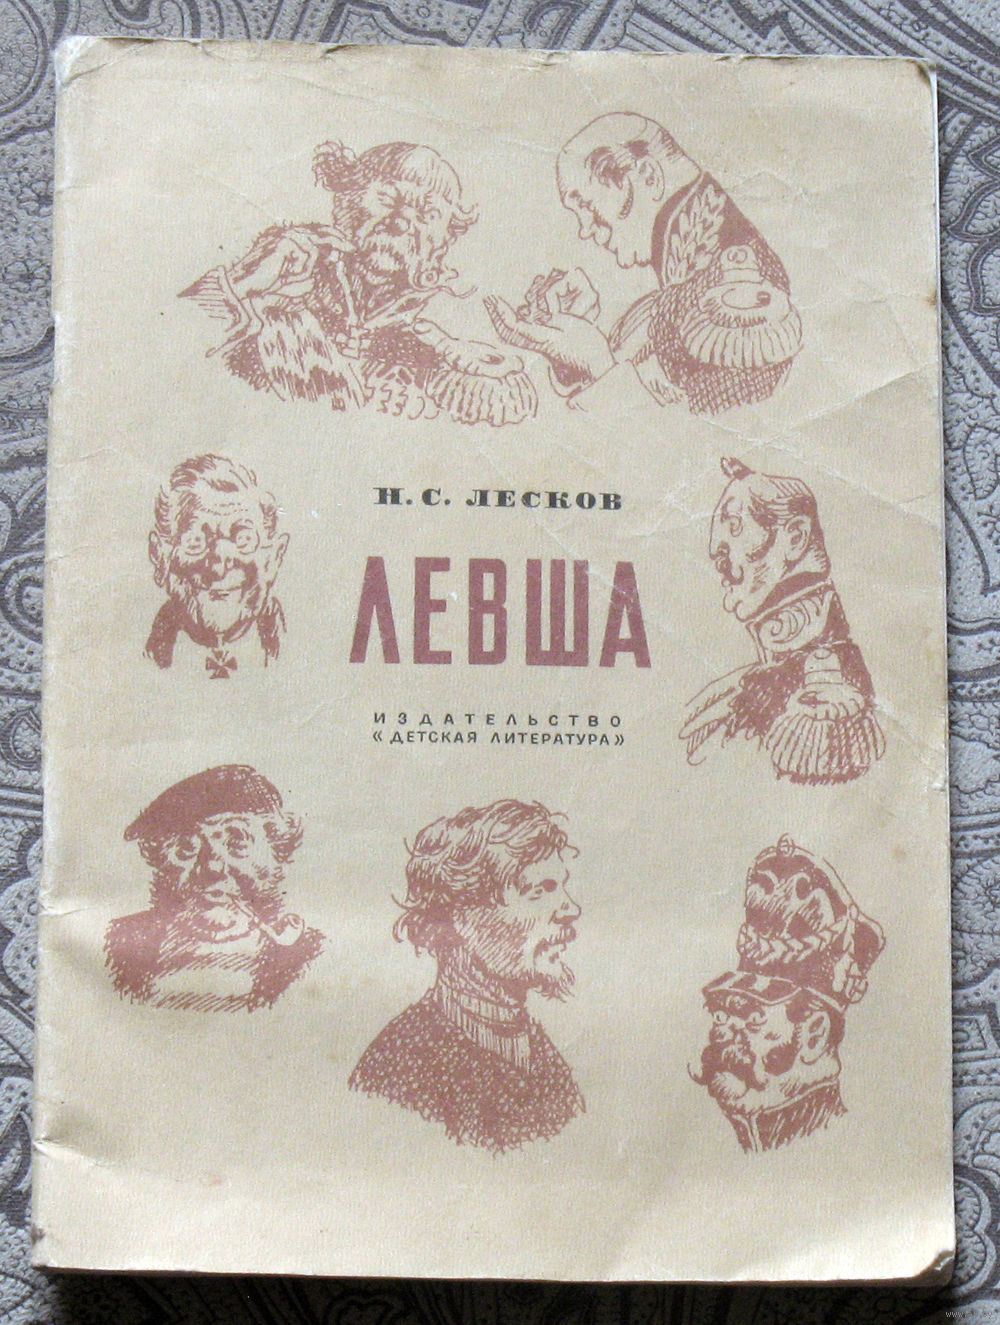 Н. С. ЛЕСКОВ
ЛЕВША
ИЗДАТЕЛЬСТВО
«ДЕТСКАЯ ЛИТЕРАТУРА»